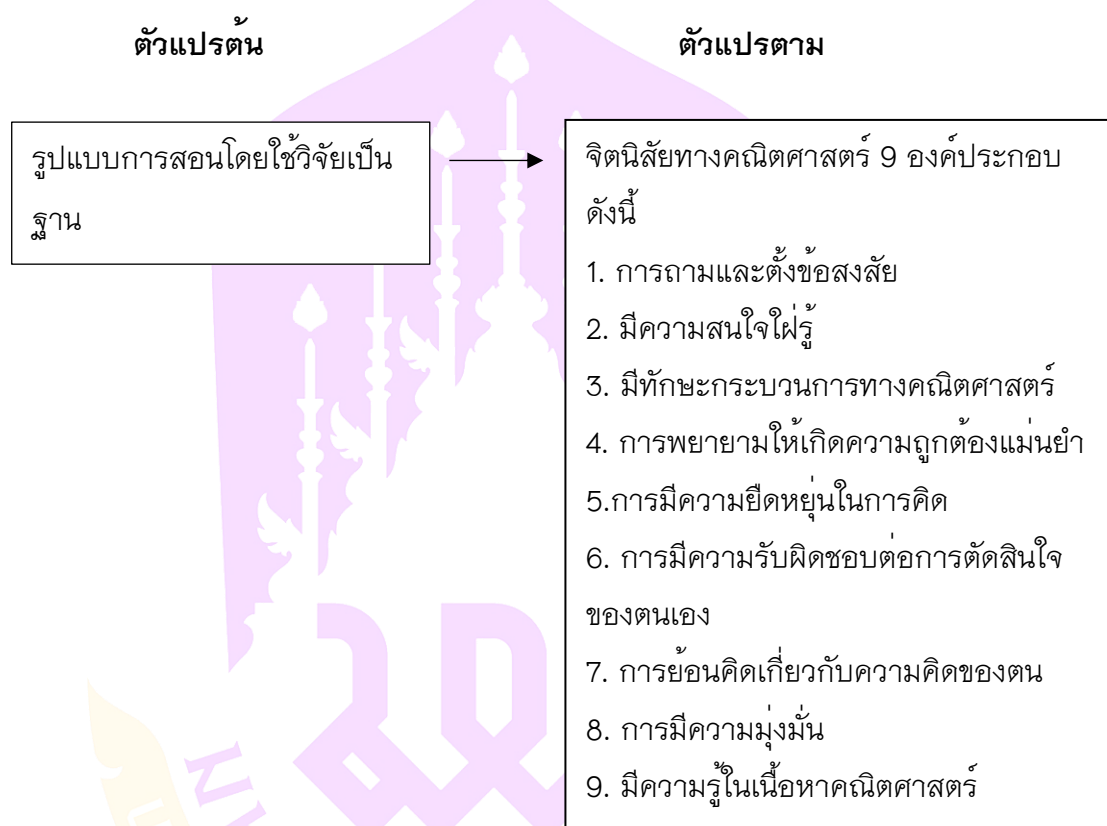 ตัวแปรต้น
ตัวแปรตาม
รูปแบบการสอนโดยใช้วิจัยเป็น
ฐาน
จิตนิสัยทางคณิตศาสตร์ 9 องค์ประกอบ
ดังนี้
1. การถามและตั้งข้อสงสัย
2. มีความสนใจใฝ่รู้
3. มีทักษะกระบวนการทางคณิตศาสตร์
4. การพยายามให้เกิดความถูกต้องแม่นยำ
5.การมีความยืดหยุ่นในการคิด
6. การมีความรับผิดชอบต่อการตัดสินใจ
ของตนเอง
7. การย้อนคิดเกี่ยวกับความคิดของตน
8. การมีความมุ่งมั่น
9. มีความรู้ในเนื้อหาคณิตศาสตร์